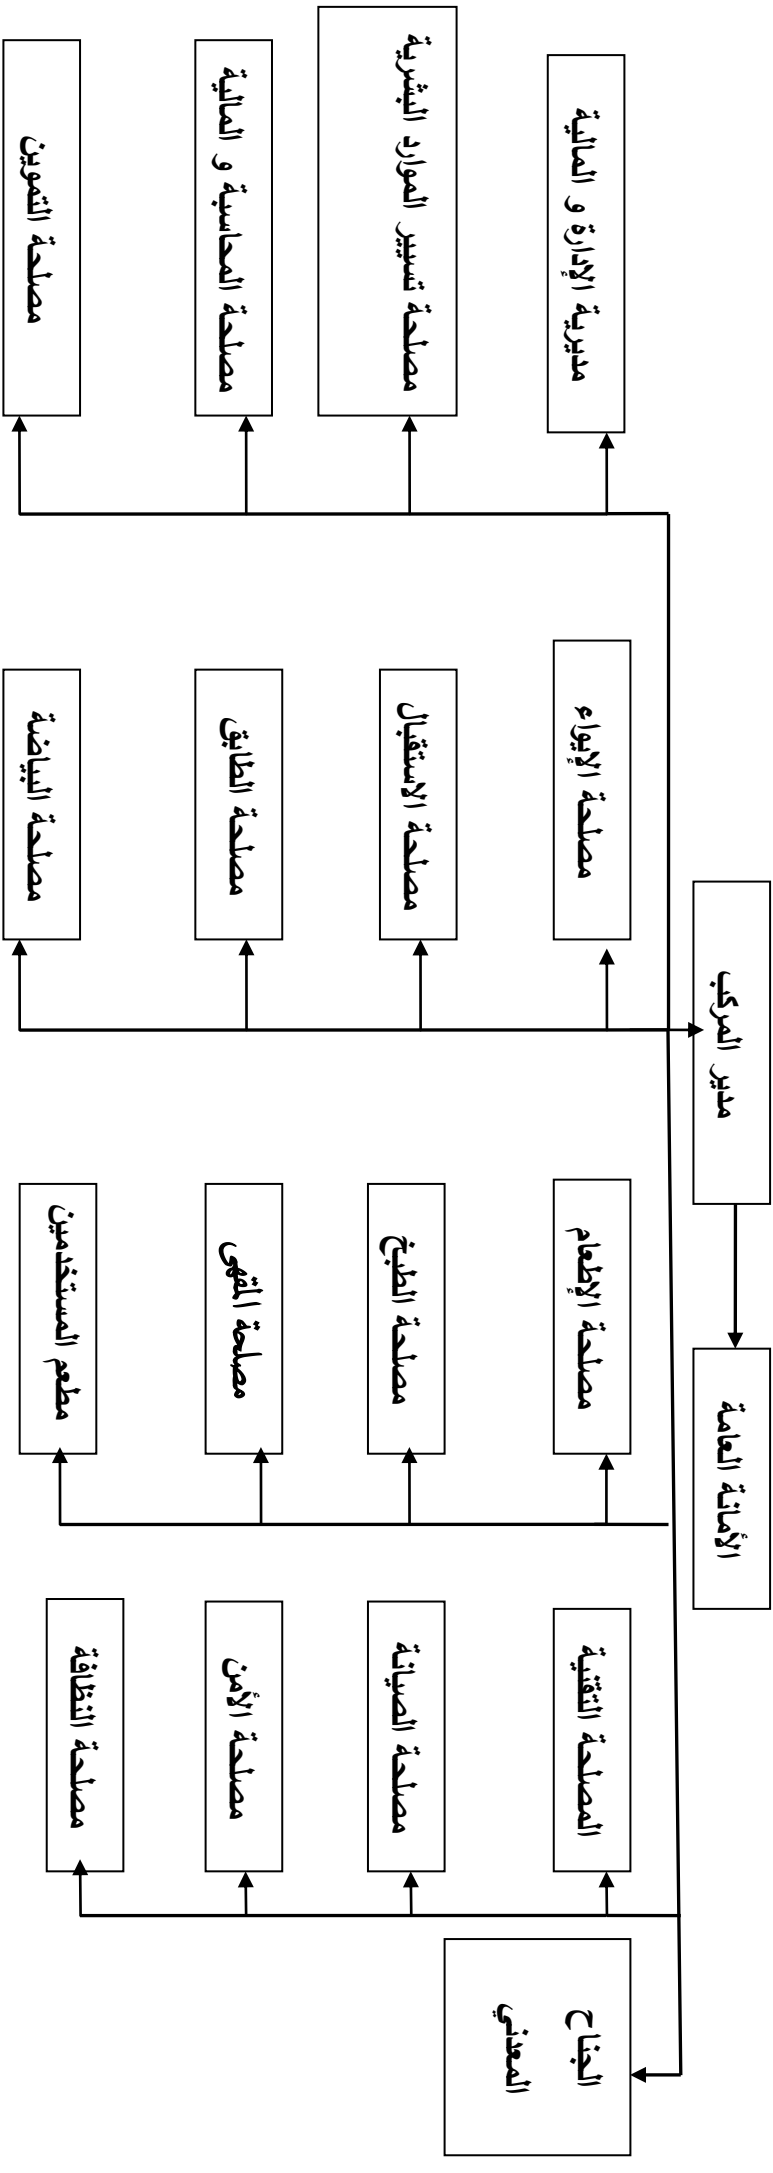 مدير المركب
الأمانة العامة
مديرية الإدارة و المالية
مصلحة تسيير الموارد البشرية
مصلحة المحاسبة و المالية
مصلحة التموين
مصلحة الإيواء
مصلحة الاستقبال
مصلحة الطابق
مصلحة البياضة
مصلحة الإطعام
مصلحة الطبخ
مصلحة المقهى
مطعم المستخدمين
المصلحة التقنية
مصلحة الصيانة
مصلحة الأمن
مصلحة النظافة
الجناح
المعدني